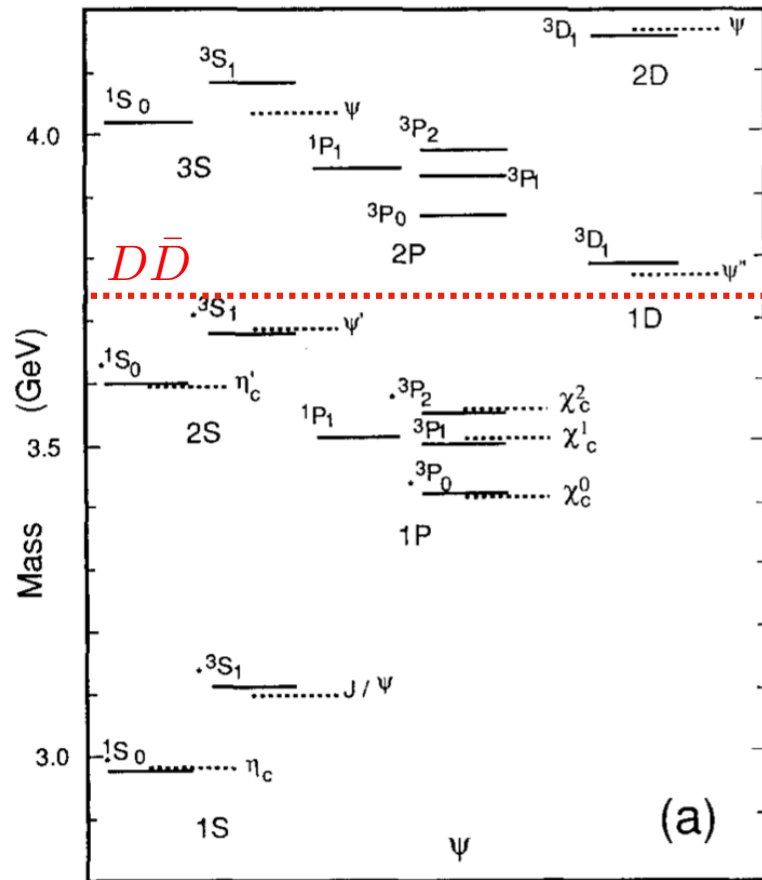 ³D₁ ψ
³S₁ 2D
¹S₀ ψ
4.0 ³P₂
3S ¹P₁ ³P₁
³P₀ ³D₁
DD̄ 2P ψ''
*³S₁ ψ' 1D
*¹S₀ η'c *³P₂ χ²c
2S ¹P₁ ³P₁ χ¹c
3.5 *³P₀ χ⁰c
1P
Mass (GeV)
*³S₁ J/ψ
3.0 *¹S₀ ηc
1S ψ (a)